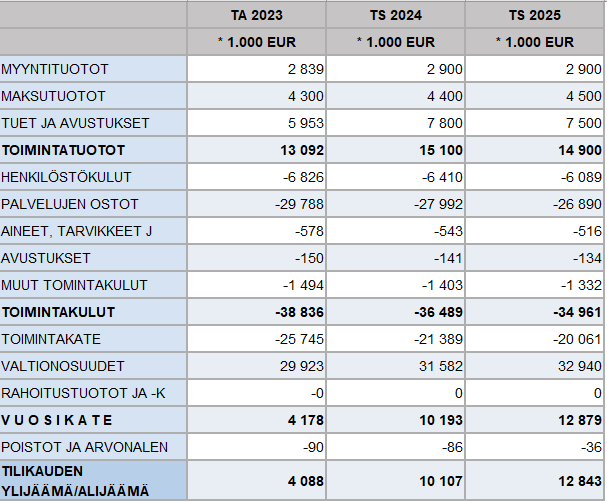 TA 2023 TS 2024 TS 2025
* 1.000 EUR * 1.000 EUR * 1.000 EUR
MYYNTITUOTOT 2 839 2 900 2 900
MAKSUTUOTOT 4 300 4 400 4 500
TUET JA AVUSTUKSET 5 953 7 800 7 500
TOIMINTATUOTOT 13 092 15 100 14 900
HENKILÖSTÖKULUT -6 826 -6 410 -6 089
PALVELUJEN OSTOT -29 788 -27 992 -26 890
AINEET, TARVIKKEET J -578 -543 -516
AVUSTUKSET -150 -141 -134
MUUT TOMINTAKULUT -1 494 -1 403 -1 332
TOIMINTAKULUT -38 836 -36 489 -34 961
TOIMINTAKATE -25 745 -21 389 -20 061
VALTIONOSUUDET 29 923 31 582 32 940
RAHOITUSTUOTOT JA -K -0 0 0
V U O S I K A T E 4 178 10 193 12 879
POISTOT JA ARVONALEN -90 -86 -36
TILIKAUDEN
YLIJÄÄMÄ/ALIJÄÄMÄ 4 088 10 107 12 843